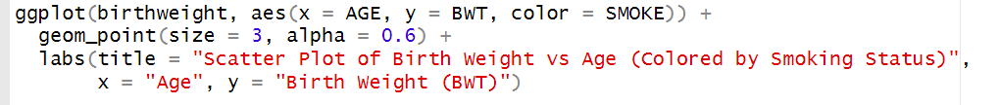 ggplot(birthweight, aes(x = AGE, y = BWT, color = SMOKE)) +
  geom_point(size = 3, alpha = 0.6) +
  labs(title = "Scatter Plot of Birth Weight vs Age (Colored by Smoking Status)",
       x = "Age", y = "Birth Weight (BWT)")